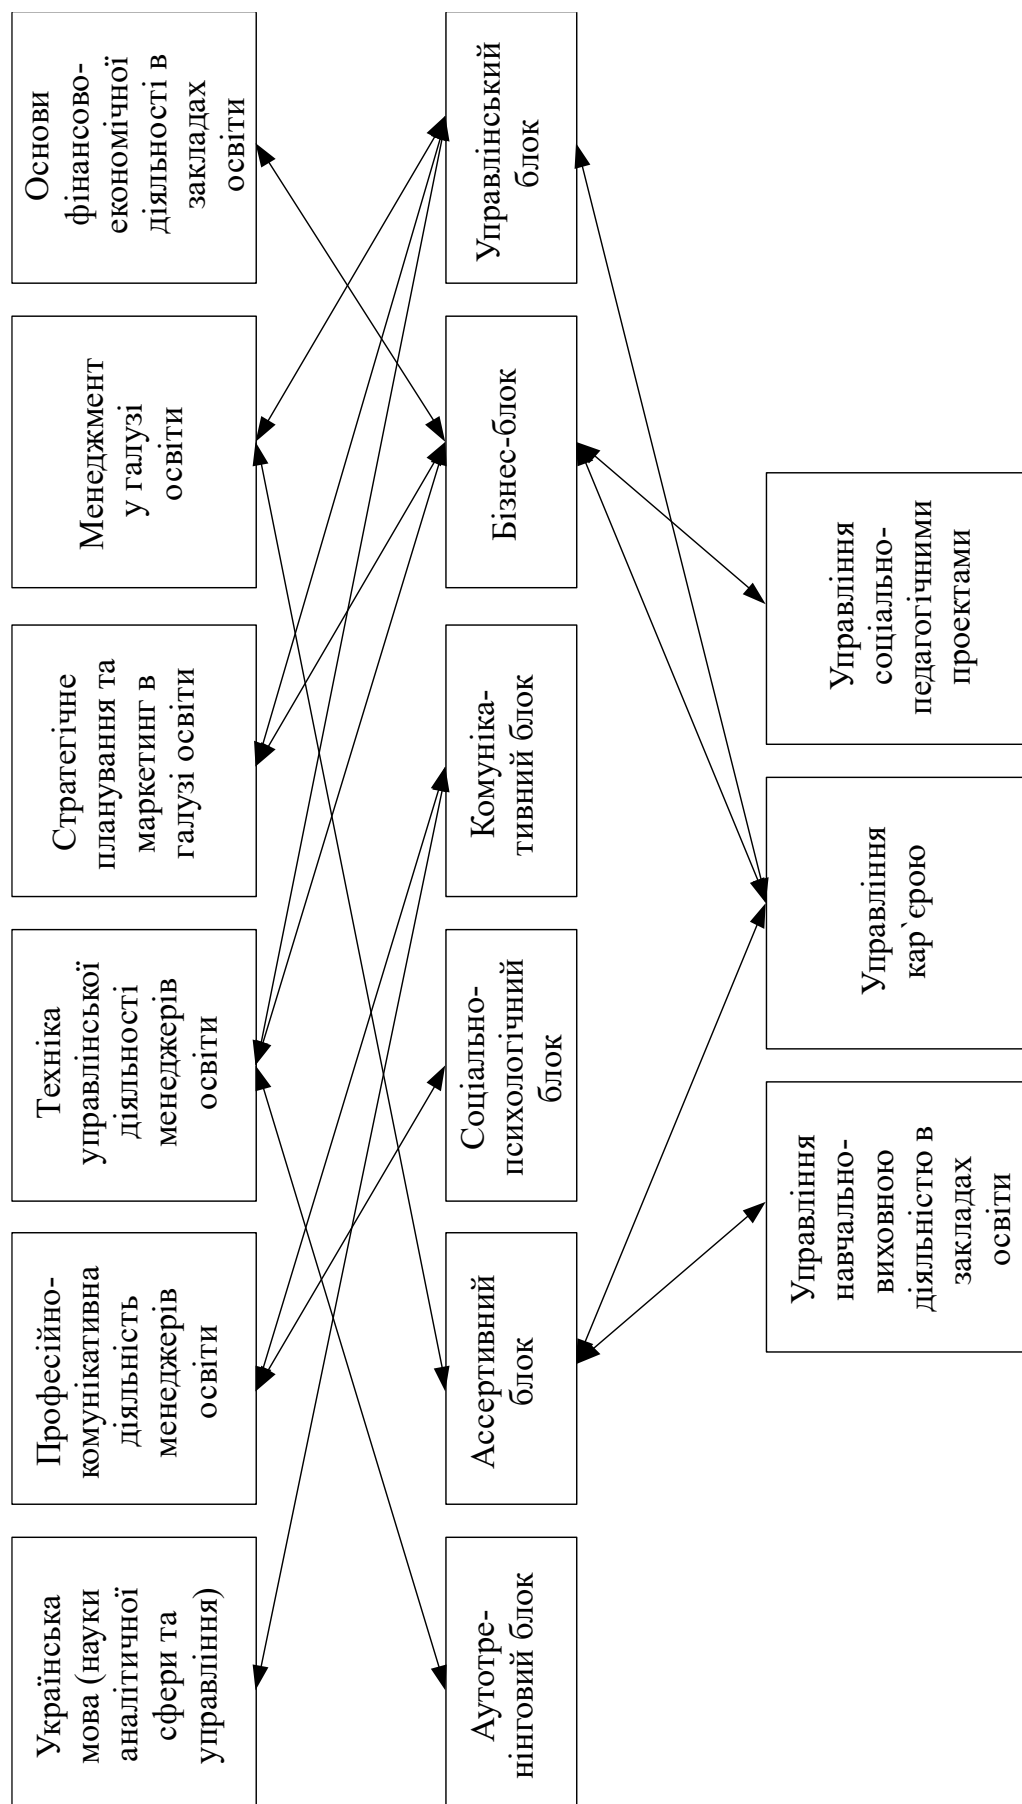 Українська
мова (науки
аналітичної
сфери та
управління)
Професійно-
комунікативна
діяльність
менеджерів
освіти
Техніка
управлінської
діяльності
менеджерів
освіти
Стратегічне
планування та
маркетинг в
галузі освіти
Менеджмент
у галузі
освіти
Основи
фінансово-
економічної
діяльності в
закладах
освіти
Аутотре-
нінговий блок
Ассертивний
блок
Соціально-
психологічний
блок
Комуніка-
тивний блок
Бізнес-блок
Управлінський
блок
Управління
навчально-
виховною
діяльністю в
закладах
освіти
Управління
кар`єрою
Управління
соціально-
педагогічними
проектами